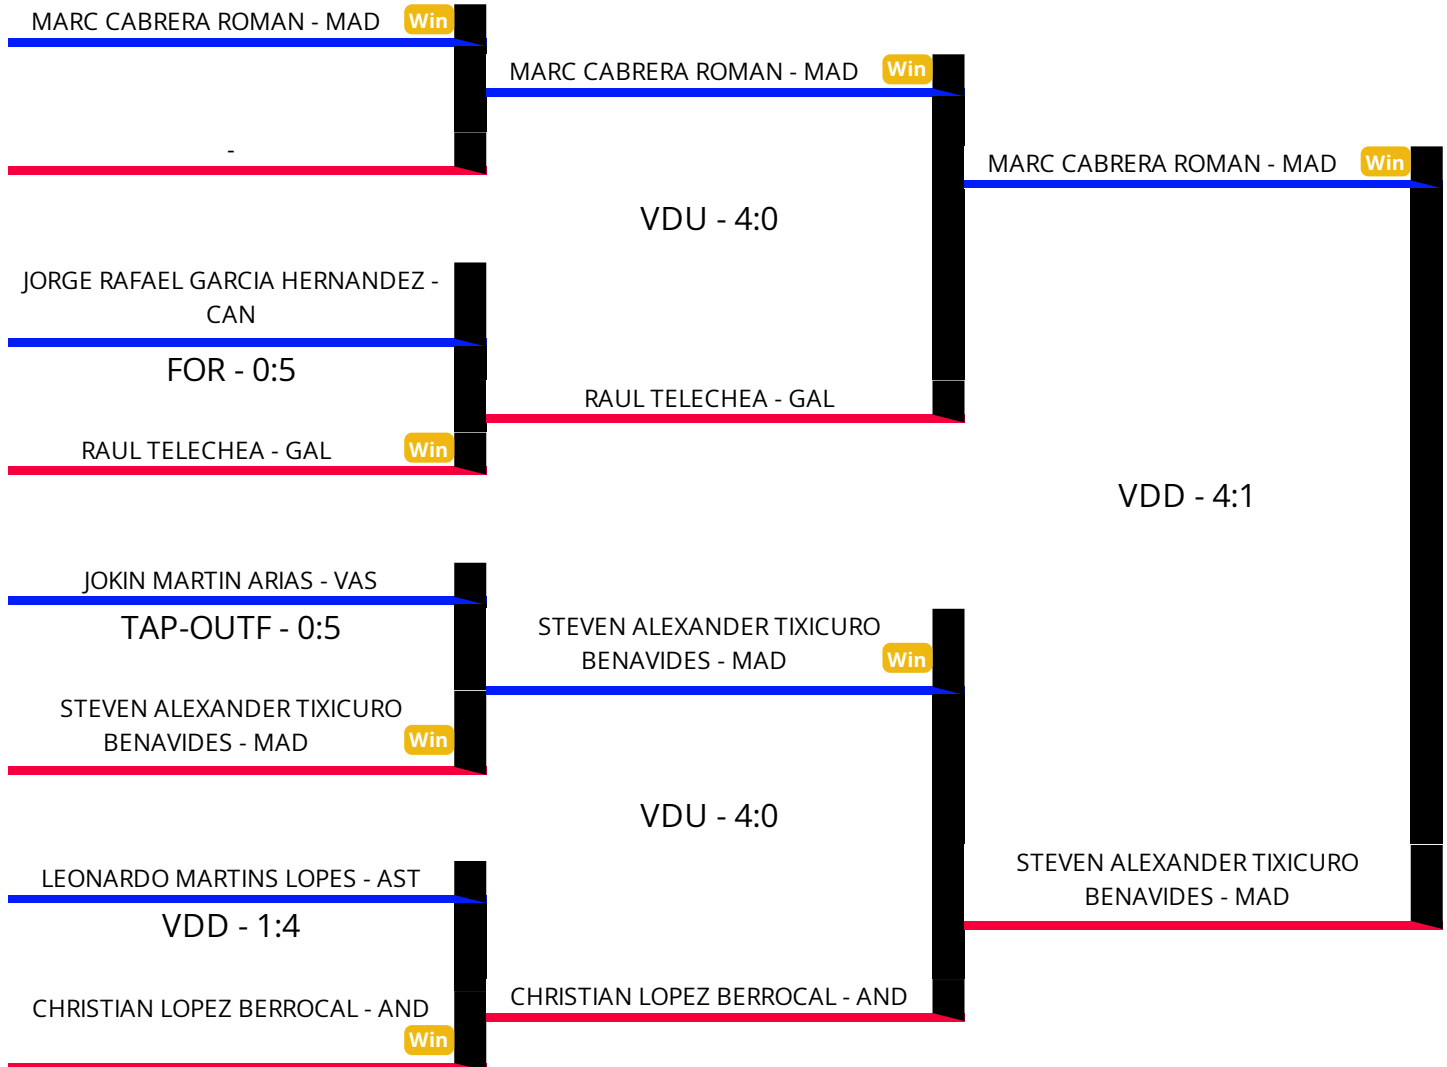 MARC CABRERA ROMAN - MAD Win
-
JORGE RAFAEL GARCIA HERNANDEZ -
CAN
FOR - 0:5
RAUL TELECHEA - GAL Win
JOKIN MARTIN ARIAS - VAS
TAP-OUTF - 0:5
STEVEN ALEXANDER TIXICURO
BENAVIDES - MAD Win
LEONARDO MARTINS LOPES - AST
VDD - 1:4
CHRISTIAN LOPEZ BERROCAL - AND
Win
MARC CABRERA ROMAN - MAD Win
VDU - 4:0
RAUL TELECHEA - GAL
STEVEN ALEXANDER TIXICURO
BENAVIDES - MAD Win
VDU - 4:0
CHRISTIAN LOPEZ BERROCAL - AND
MARC CABRERA ROMAN - MAD Win
VDD - 4:1
STEVEN ALEXANDER TIXICURO
BENAVIDES - MAD